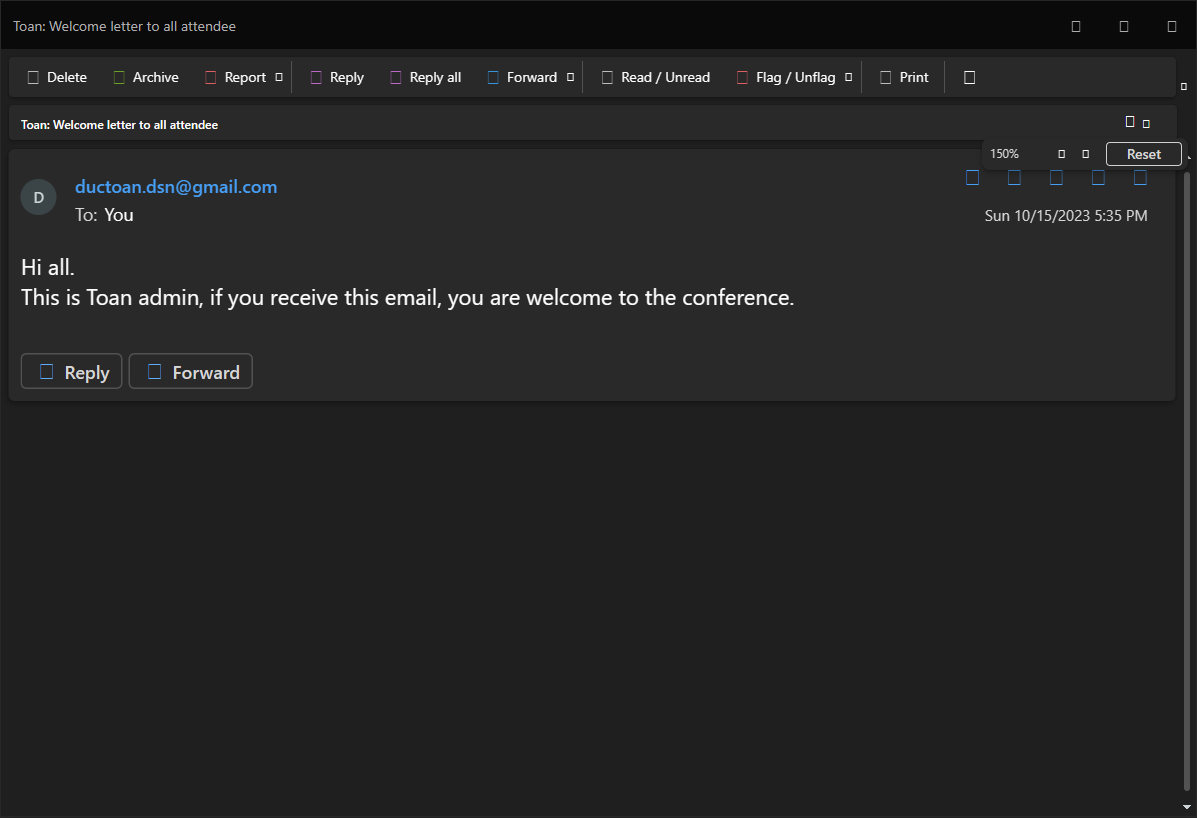 Toan: Welcome letter to all attendee
Delete Archive Report Reply Reply all Forward Read / Unread Flag / Unflag Print
Toan: Welcome letter to all attendee
150% Reset
D
ductoan.dsn@gmail.com
To: You
Sun 10/15/2023 5:35 PM
Hi all.
This is Toan admin, if you receive this email, you are welcome to the conference.
Reply Forward